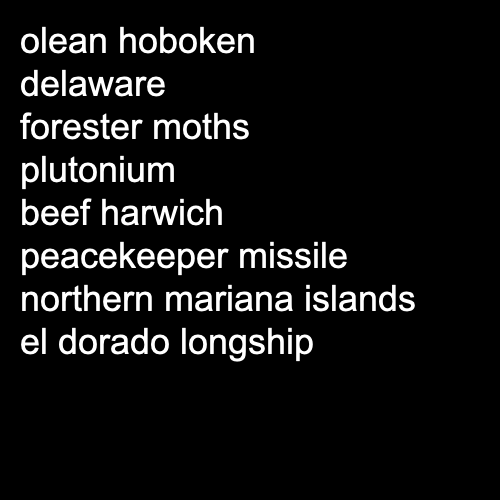 olean hoboken
delaware
forester moths
plutonium
beef harwich
peacekeeper missile
northern mariana islands
el dorado longship